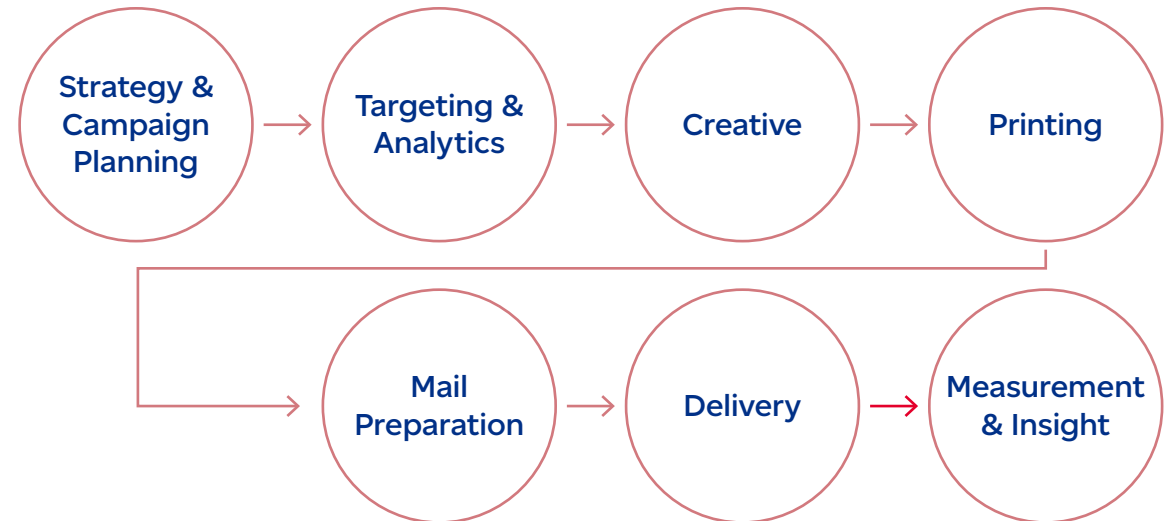 Strategy &
Campaign
Planning
Targeting &
Analytics
Creative
Printing
Mail
Preparation
Delivery
Measurement
& Insight